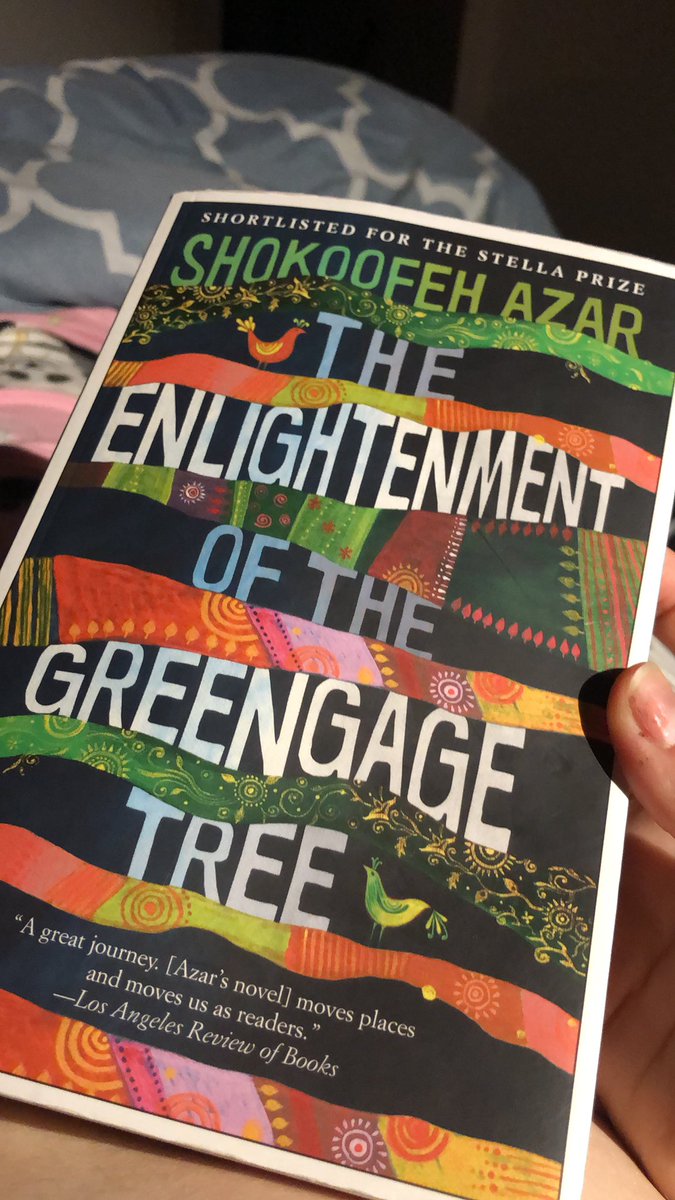 SHORTLISTED FOR THE STELLA PRIZE
SHOKOOFEH AZAR
THE
ENLIGHTENMENT
OF THE
GREENGAGE
TREE
“A great journey. [Azar’s novel] moves places
and moves us as readers.”
—Los Angeles Review of Books